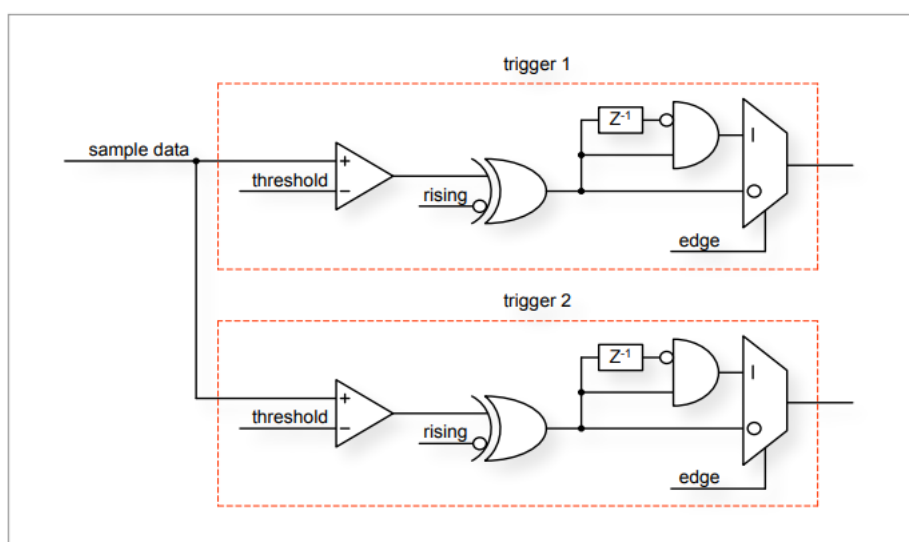 trigger 1
sample data
+
threshold
−
rising
Z-1
I
O
edge
trigger 2
+
threshold
−
rising
Z-1
I
O
edge